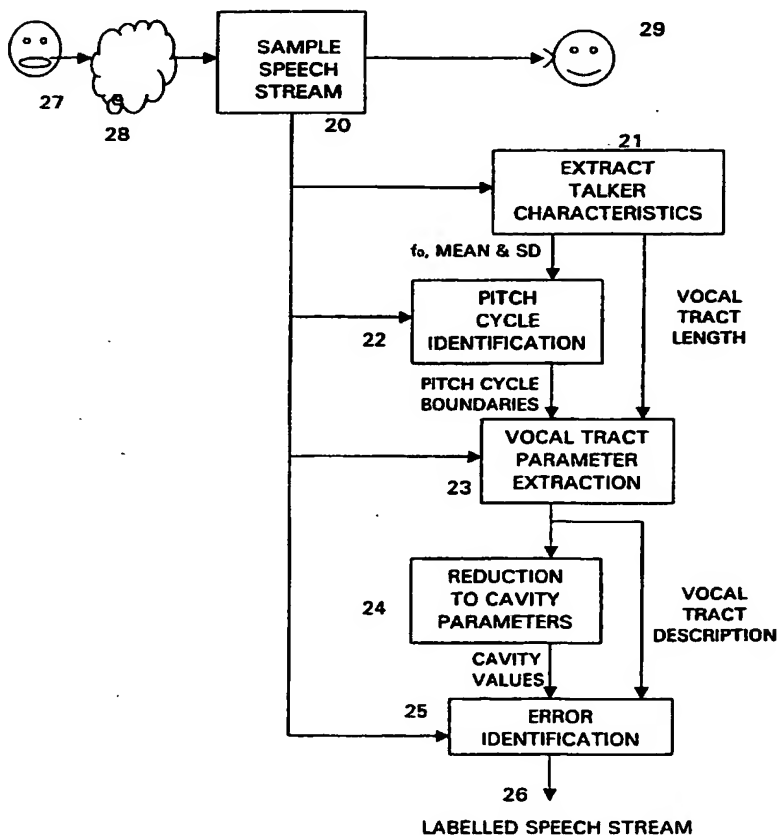 29
SAMPLE
SPEECH
STREAM
27
28
20
21
EXTRACT
TALKER
CHARACTERISTICS
fo, MEAN & SD
VOCAL
TRACT
LENGTH
PITCH
CYCLE
IDENTIFICATION
22
PITCH CYCLE
BOUNDARIES
VOCAL TRACT
PARAMETER
EXTRACTION
23
REDUCTION
TO CAVITY
PARAMETERS
24
VOCAL
TRACT
DESCRIPTION
CAVITY
VALUES
25
ERROR
IDENTIFICATION
26
LABELLED SPEECH STREAM